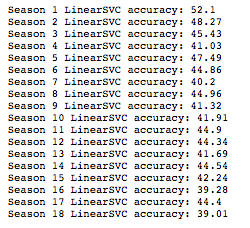 Season 1 LinearSVC accuracy: 52.1
Season 2 LinearSVC accuracy: 48.27
Season 3 LinearSVC accuracy: 45.43
Season 4 LinearSVC accuracy: 41.03
Season 5 LinearSVC accuracy: 47.49
Season 6 LinearSVC accuracy: 44.86
Season 7 LinearSVC accuracy: 40.2
Season 8 LinearSVC accuracy: 44.96
Season 9 LinearSVC accuracy: 41.32
Season 10 LinearSVC accuracy: 41.91
Season 11 LinearSVC accuracy: 44.9
Season 12 LinearSVC accuracy: 44.34
Season 13 LinearSVC accuracy: 41.69
Season 14 LinearSVC accuracy: 44.54
Season 15 LinearSVC accuracy: 42.24
Season 16 LinearSVC accuracy: 39.28
Season 17 LinearSVC accuracy: 44.4
Season 18 LinearSVC accuracy: 39.01